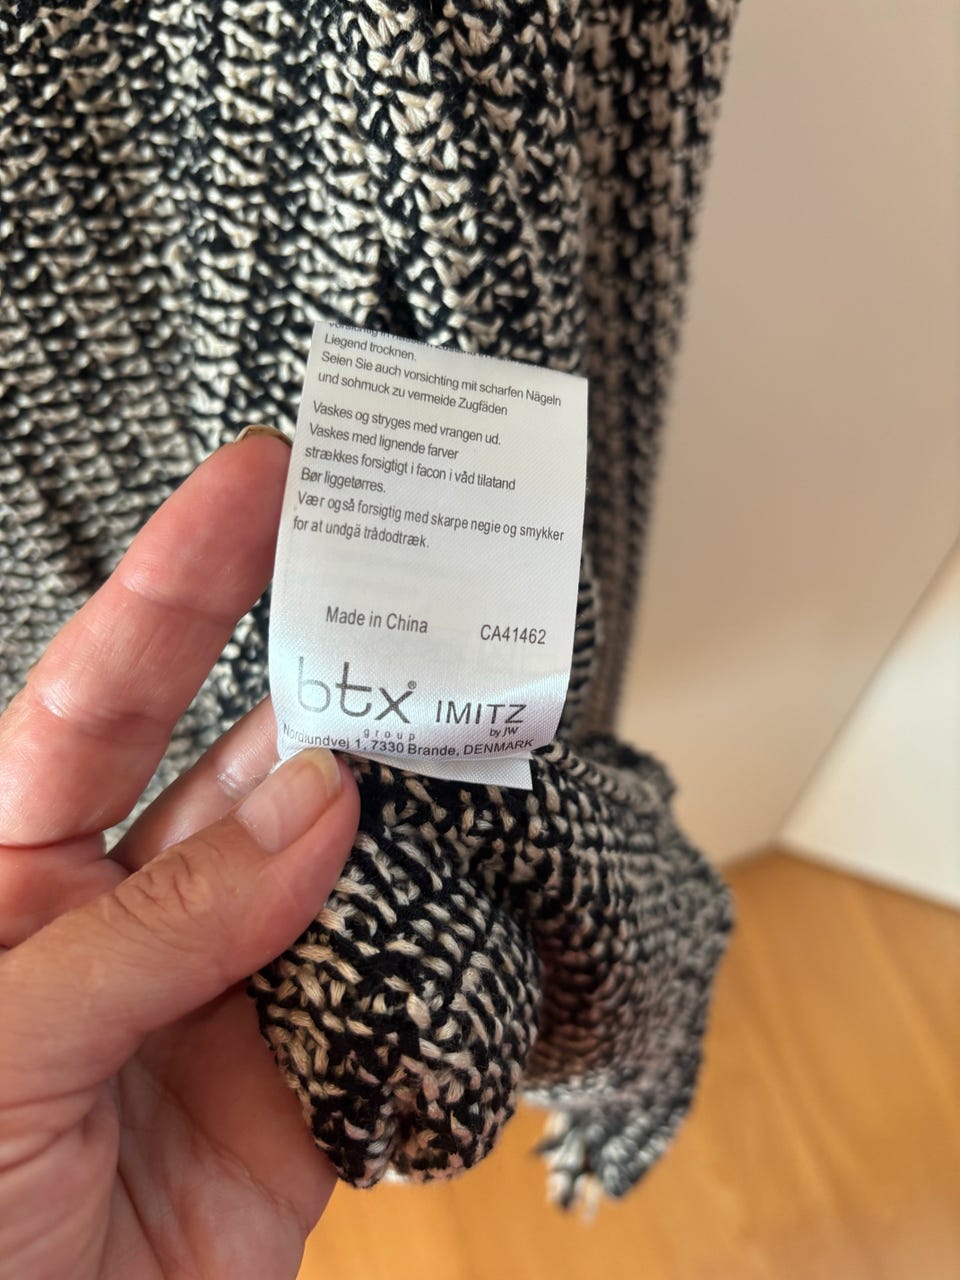 Liegend trocknen.
Seien Sie auch vorsichting mit scharfen Nägeln
und sohmuck zu vermeide Zugfäden
Vaskes og stryges med vrangen ud.
Vaskes med lignende farver
strækkes forsigtigt i facon i våd tilatand
Bør liggetørres.
Vær også forsigtig med skarpe negie og smykker
for at undgä trådodtræk.
Made in China CA41462
btx® IMITZ
group by JW
Nordlundvej 1, 7330 Brande, DENMARK